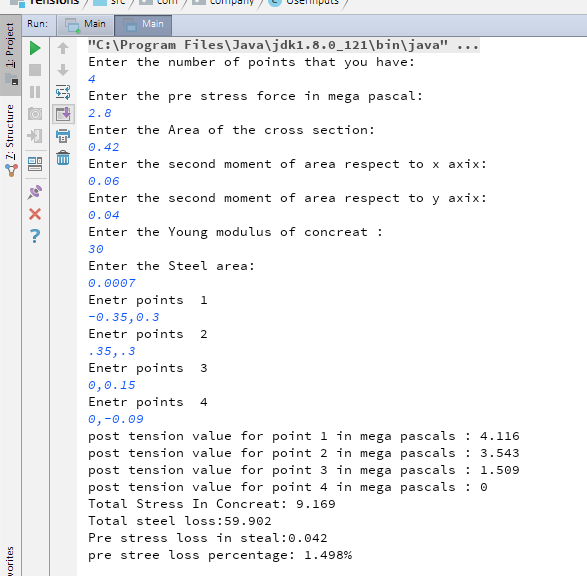 Tensions src com company UserInputs
Run: Main Main
1: Project
7: Structure
"C:\Program Files\Java\jdk1.8.0_121\bin\java" ...
Enter the number of points that you have:
4
Enter the pre stress force in mega pascal:
2.8
Enter the Area of the cross section:
0.42
Enter the second moment of area respect to x axix:
0.06
Enter the second moment of area respect to y axix:
0.04
Enter the Young modulus of concreat :
30
Enter the Steel area:
0.0007
Enetr points  1
-0.35,0.3
Enetr points  2
.35,.3
Enetr points  3
0,0.15
Enetr points  4
0,-0.09
post tension value for point 1 in mega pascals : 4.116
post tension value for point 2 in mega pascals : 3.543
post tension value for point 3 in mega pascals : 1.509
post tension value for point 4 in mega pascals : 0
Total Stress In Concreat: 9.169
Total steel loss:59.902
Pre stress loss in steal:0.042
pre stree loss percentage: 1.498%